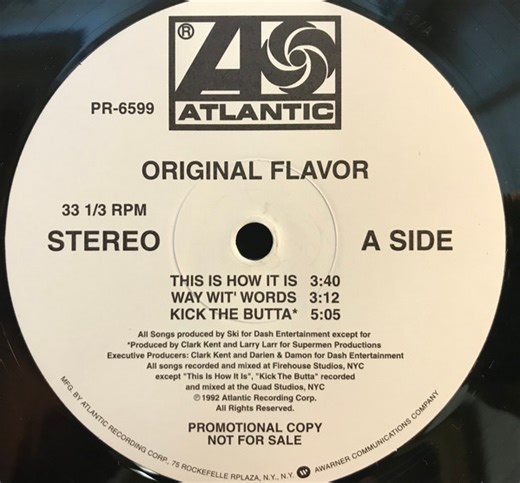 ®
ATLANTIC
PR-6599
ORIGINAL FLAVOR
33 1/3 RPM
STEREO
A SIDE
THIS IS HOW IT IS 3:40
WAY WIT' WORDS 3:12
KICK THE BUTTA* 5:05
All Songs produced by Ski for Dash Entertainment except for
*Produced by Clark Kent and Larry Larr for Supermen Productions
Executive Producers: Clark Kent and Darien & Damon for Dash Entertainment
All songs recorded and mixed at Firehouse Studios, NYC
except "This Is How It Is", "Kick The Butta" recorded
and mixed at the Quad Studios, NYC
℗ 1992 Atlantic Recording Corp.
All Rights Reserved.
PROMOTIONAL COPY
NOT FOR SALE
MFG. BY ATLANTIC RECORDING CORP., 75 ROCKEFELLE RPLAZA, N.Y., N.Y. AWARNER COMMUNICATIONS COMPANY